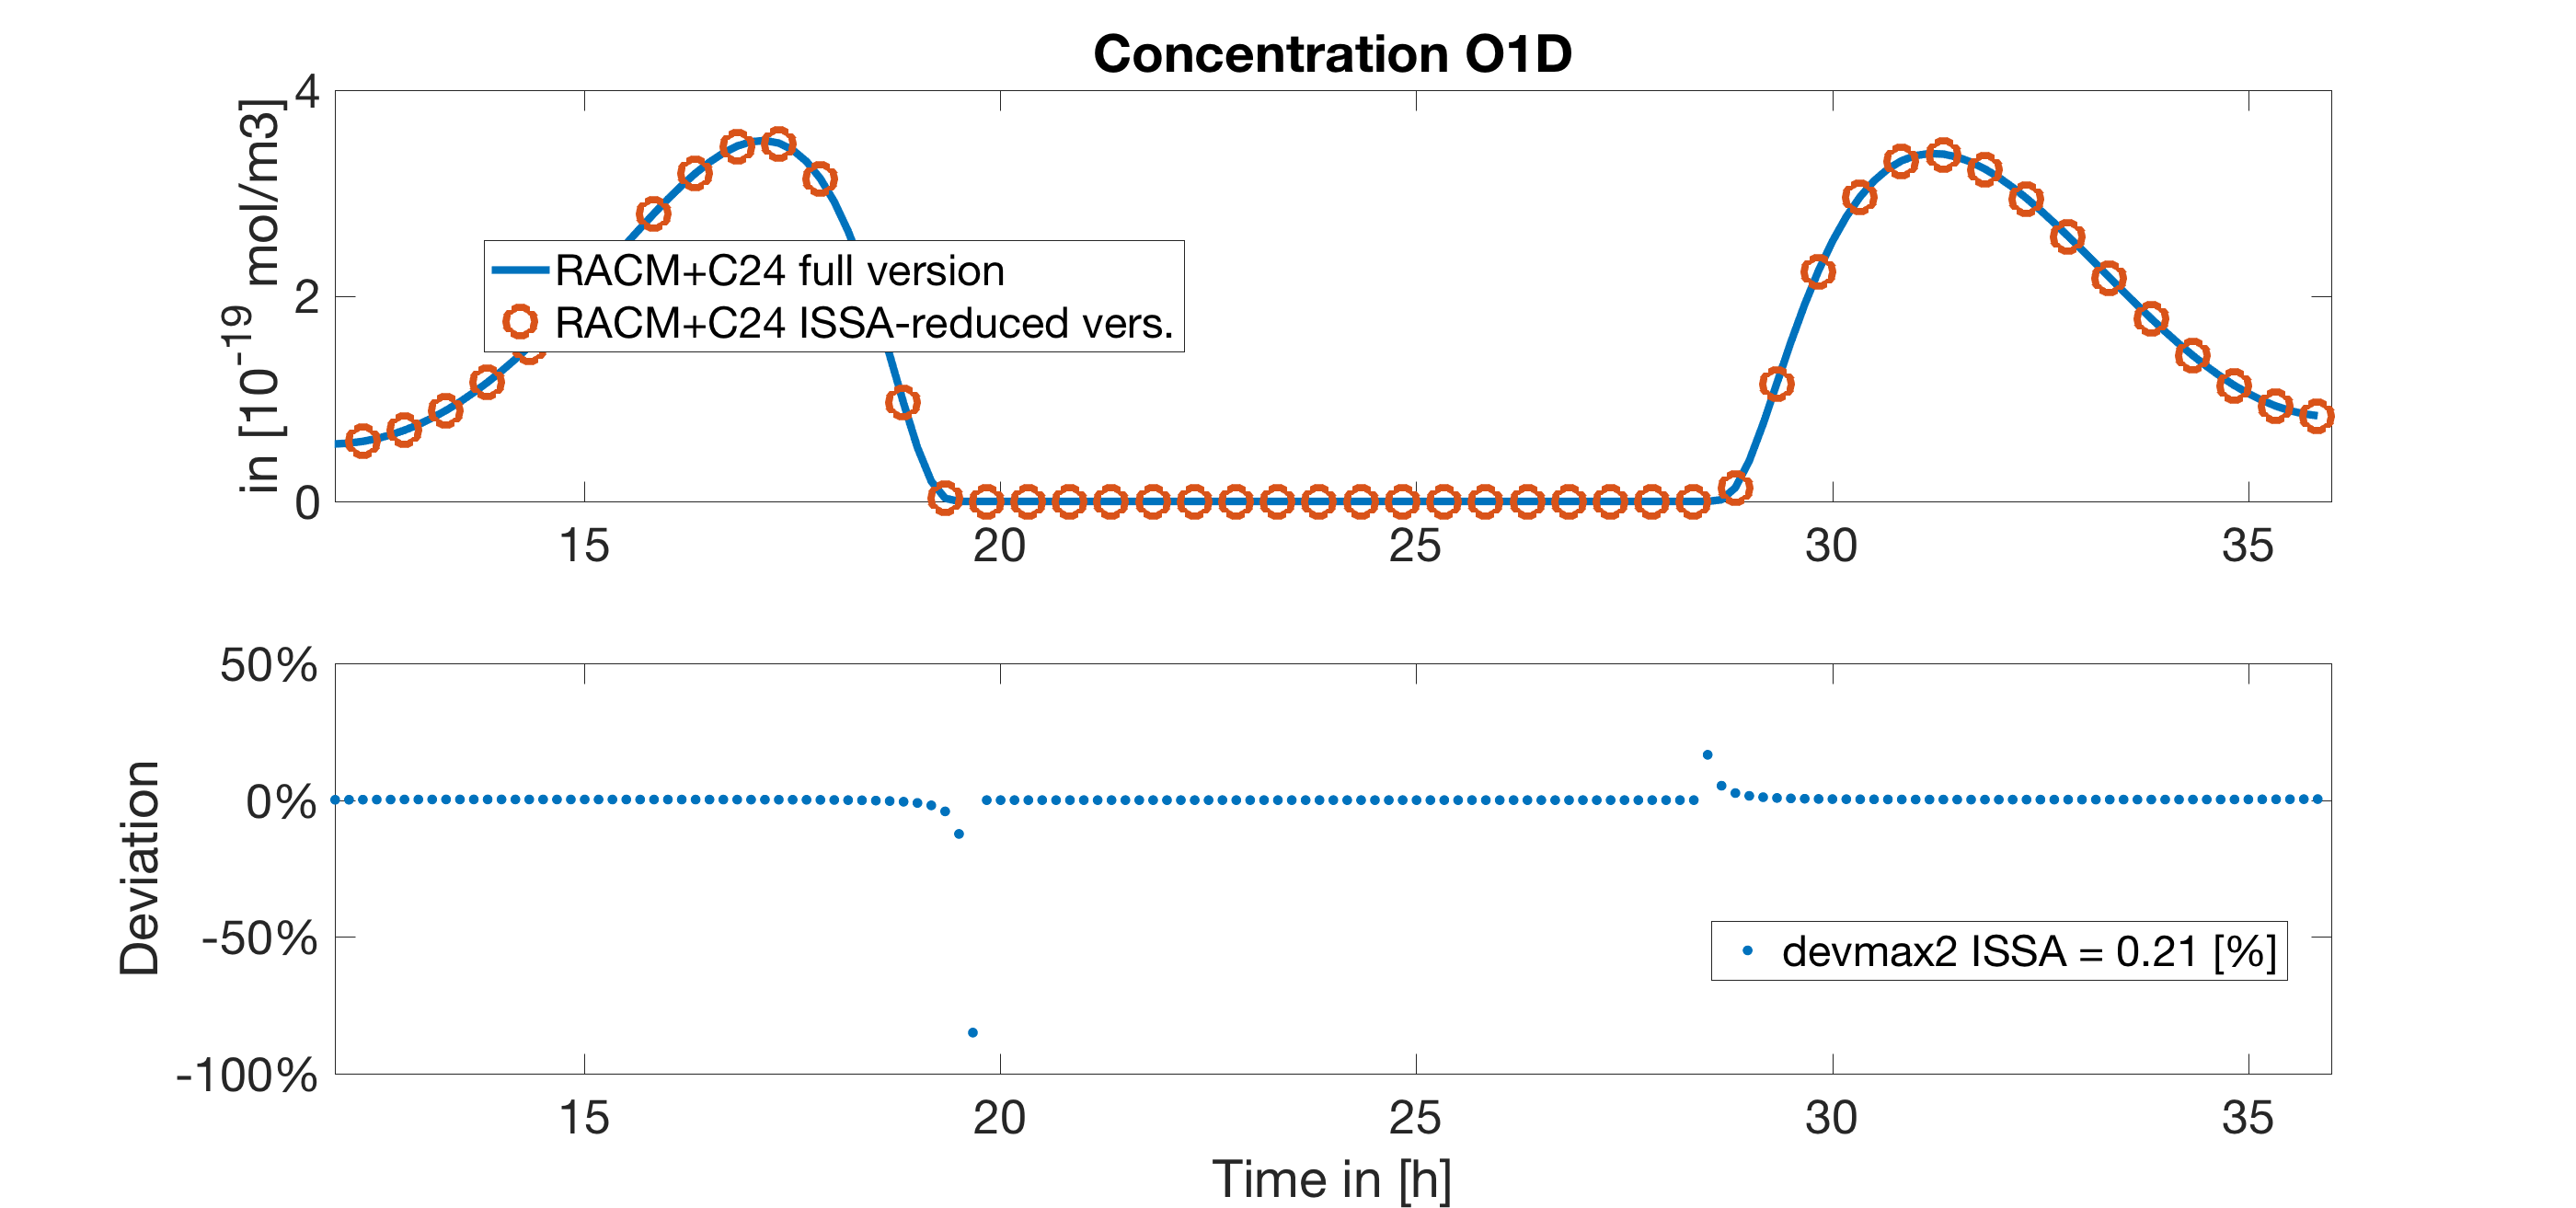 Concentration O1D
in [10-19 mol/m3]
4
2
0
RACM+C24 full version
RACM+C24 ISSA-reduced vers.
15 20 25 30 35
Deviation
50%
0%
-50%
-100%
devmax2 ISSA = 0.21 [%]
15 20 25 30 35
Time in [h]